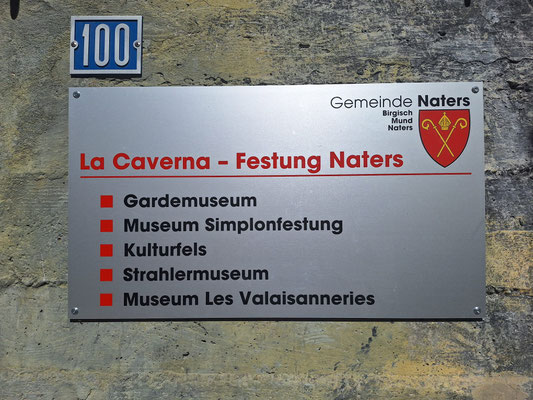 100
Gemeinde Naters
Birgisch
Mund
Naters
La Caverna – Festung Naters
Gardemuseum
Museum Simplonfestung
Kulturfels
Strahlermuseum
Museum Les Valaisanneries